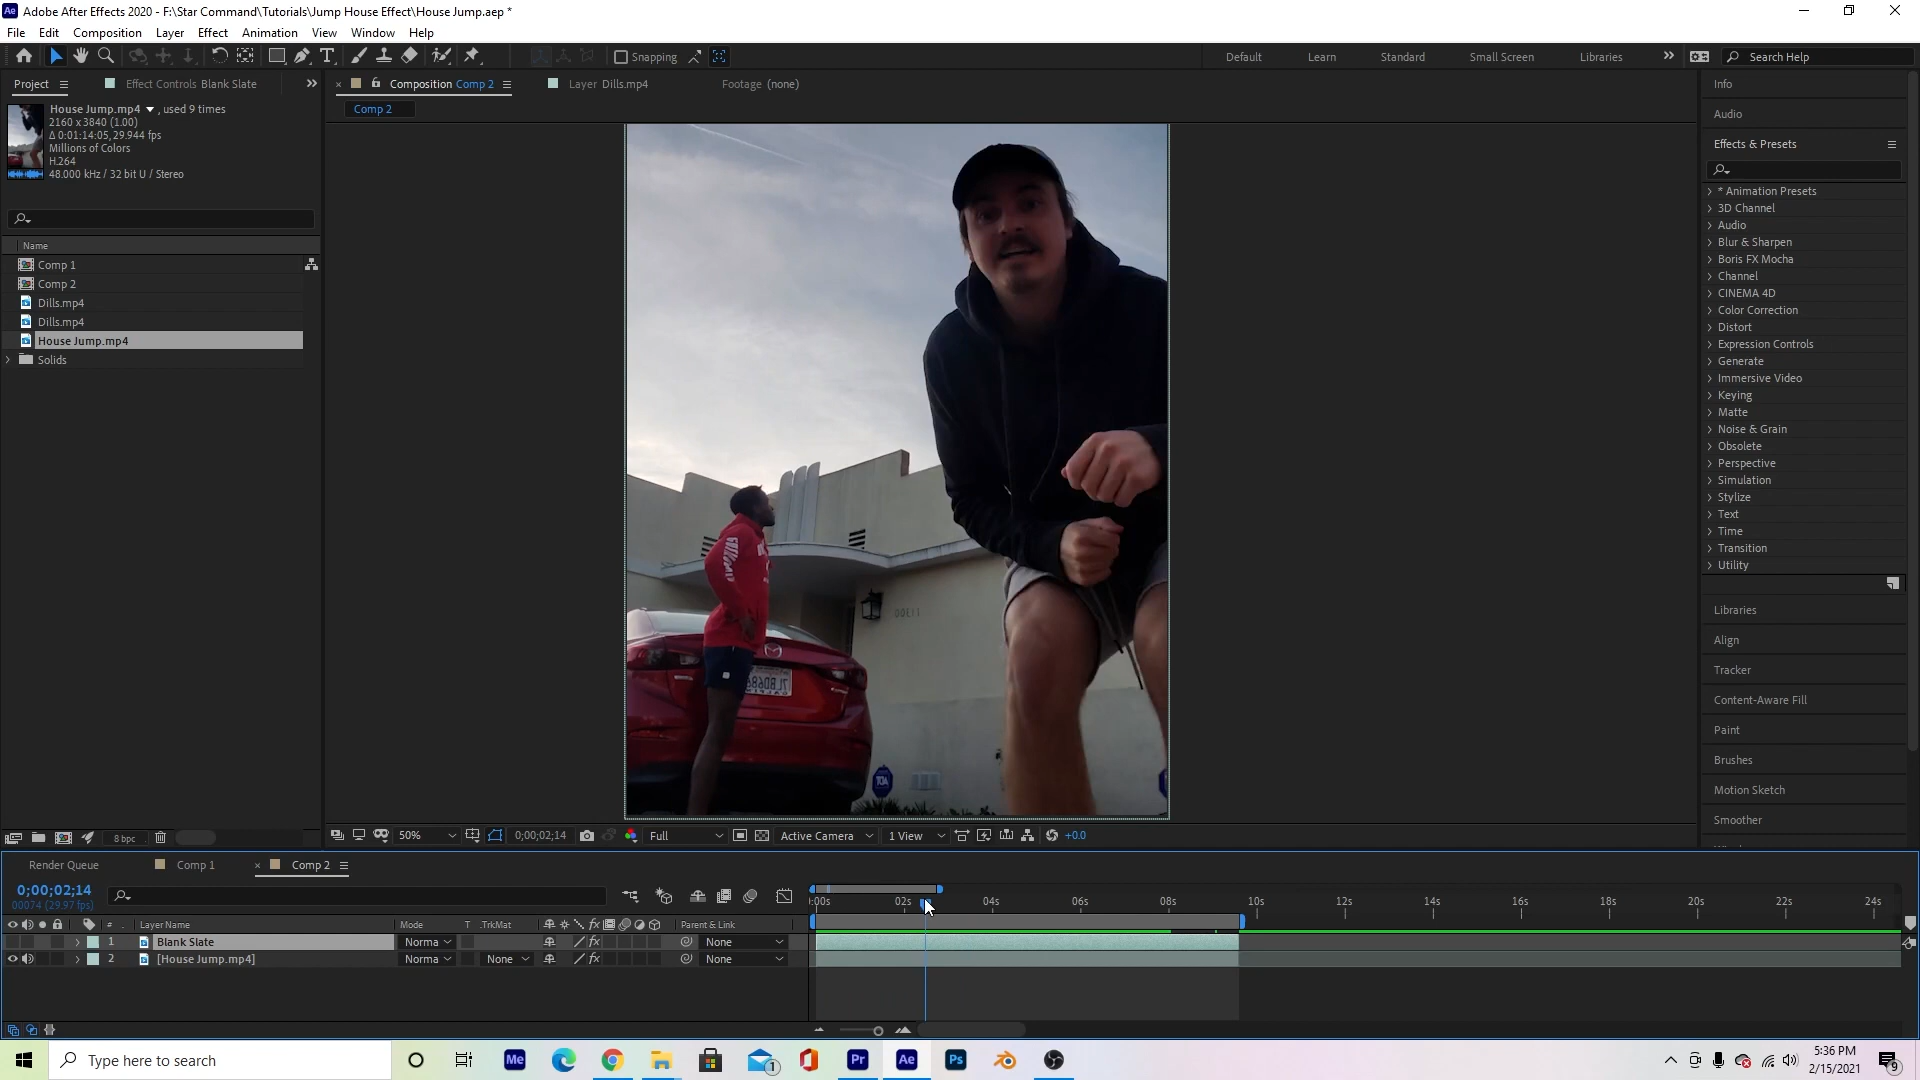 Adobe After Effects 2020 - F:\Star Command\Tutorials\Jump House Effect\House Jump.aep *
File Edit Composition Layer Effect Animation View Window Help
Snapping
Default Learn Standard Small Screen Libraries Search Help
Project Effect Controls Blank Slate
Composition Comp 2 Layer Dills.mp4 Footage (none)
Comp 2
House Jump.mp4 , used 9 times
2160 x 3840 (1.00)
Δ 0:01:14:05, 29.944 fps
Millions of Colors
H.264
48.000 kHz / 32 bit U / Stereo
Name
Comp 1
Comp 2
Dills.mp4
Dills.mp4
House Jump.mp4
Solids
8 bpc
Info
Audio
Effects & Presets
* Animation Presets
3D Channel
Audio
Blur & Sharpen
Boris FX Mocha
Channel
CINEMA 4D
Color Correction
Distort
Expression Controls
Generate
Immersive Video
Keying
Matte
Noise & Grain
Obsolete
Perspective
Simulation
Stylize
Text
Time
Transition
Utility
Libraries
Align
Tracker
Content-Aware Fill
Paint
Brushes
Motion Sketch
Smoother
50% 0;00;02;14 Full Active Camera 1 View +0.0
Render Queue Comp 1 Comp 2
0;00;02;14
00074 (29.97 fps)
:00s 02s 04s 06s 08s 10s 12s 14s 16s 18s 20s 22s 24s
# Layer Name Mode T .TrkMat Parent & Link
1 Blank Slate Norma None
2 [House Jump.mp4] Norma None None
Type here to search
Me Pr Ae Ps
1
5:36 PM
2/15/2021
9